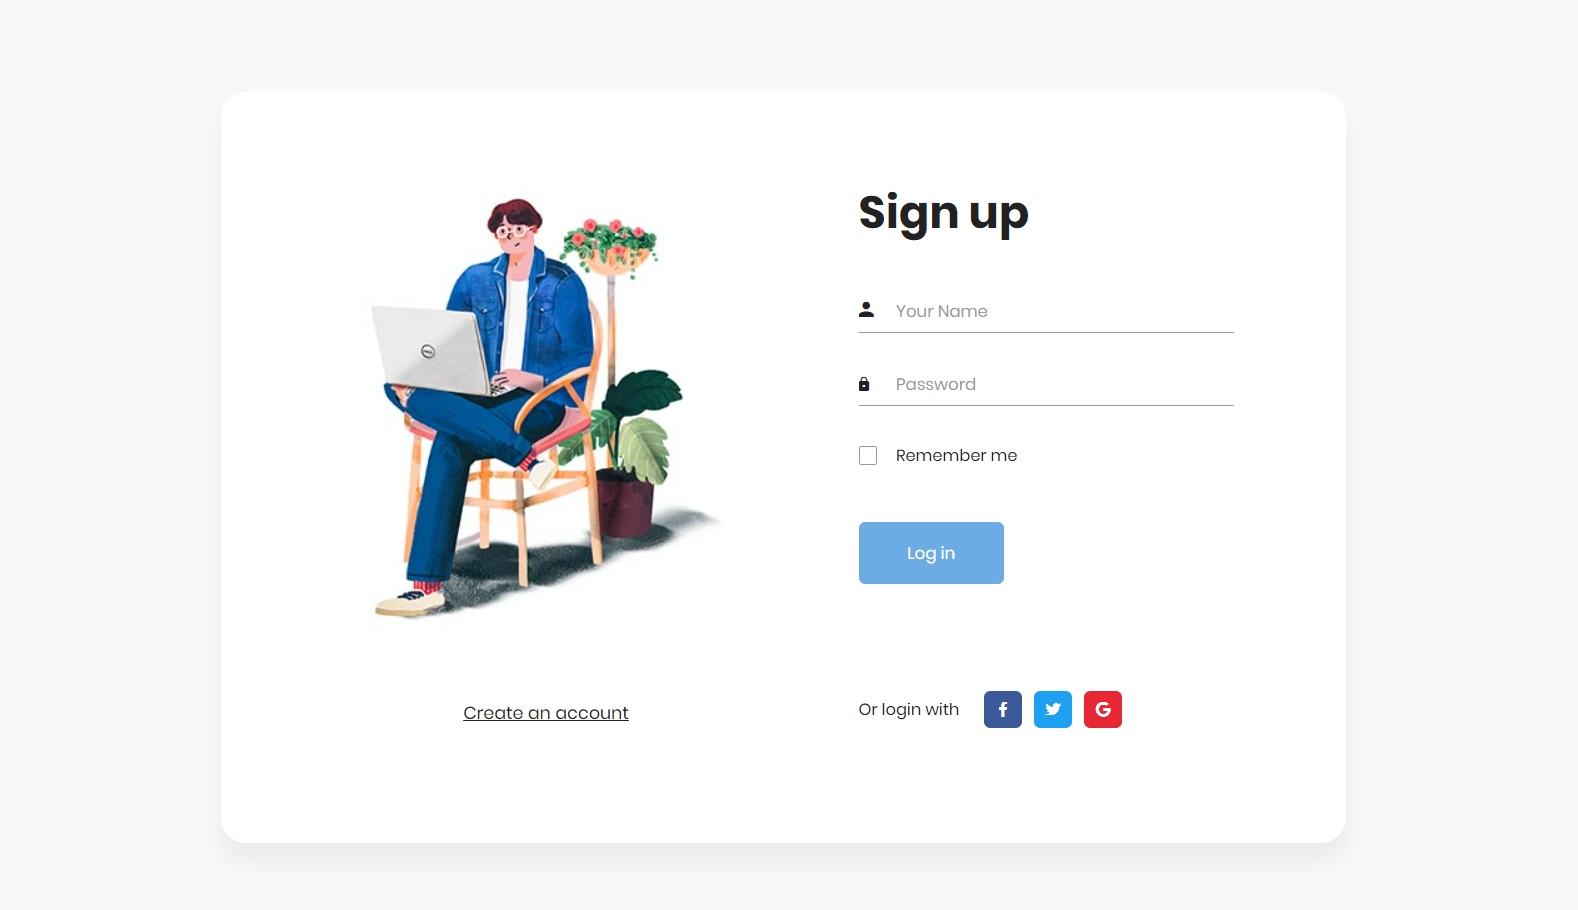 Sign up
Your Name
Password
Remember me
Log in
Create an account
Or login with